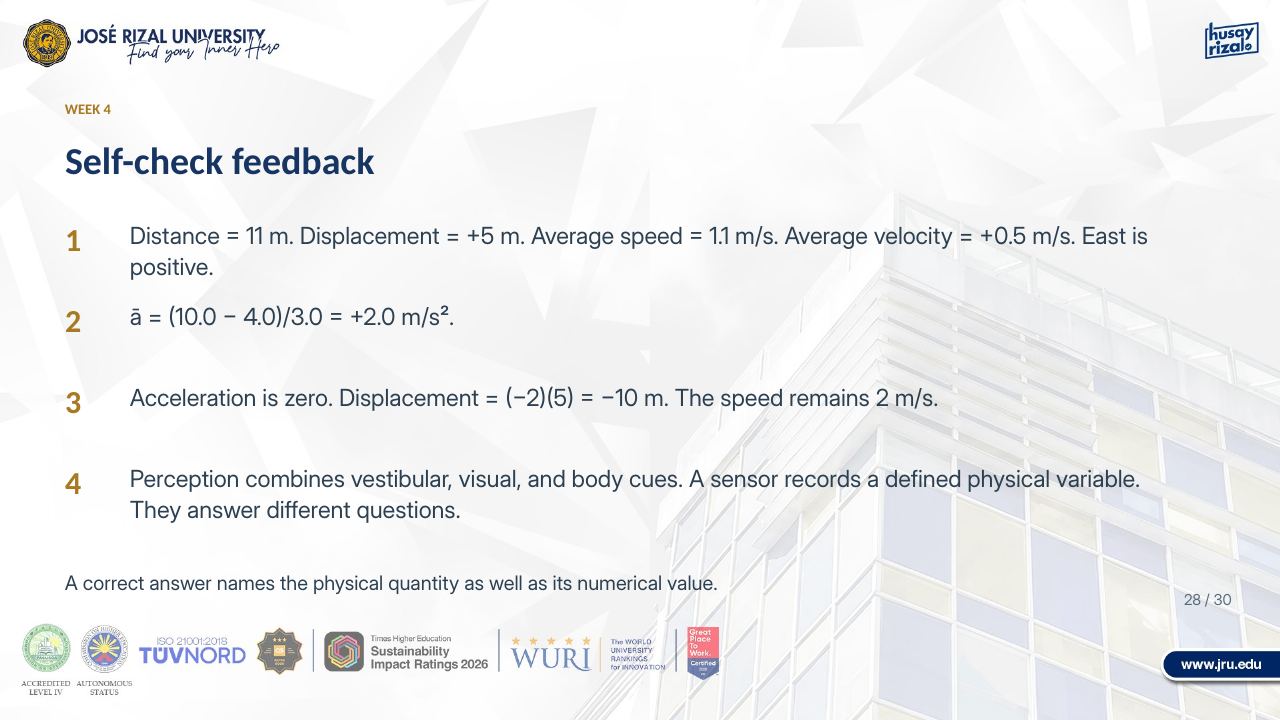 JOSÉ RIZAL UNIVERSITY
Find your Inner Hero
husay
rizal
WEEK 4
Self-check feedback
1 Distance = 11 m. Displacement = +5 m. Average speed = 1.1 m/s. Average velocity = +0.5 m/s. East is
positive.
2 ā = (10.0 − 4.0)/3.0 = +2.0 m/s².
3 Acceleration is zero. Displacement = (−2)(5) = −10 m. The speed remains 2 m/s.
4 Perception combines vestibular, visual, and body cues. A sensor records a defined physical variable.
They answer different questions.
A correct answer names the physical quantity as well as its numerical value.
28 / 30
ACCREDITED
LEVEL IV
AUTONOMOUS
STATUS
ISO 21001:2018
TÜVNORD
Times Higher Education
Sustainability
Impact Ratings 2026
WURI
The WORLD
UNIVERSITY
RANKINGS
for INNOVATION
Great
Place
To
Work.
Certified
www.jru.edu